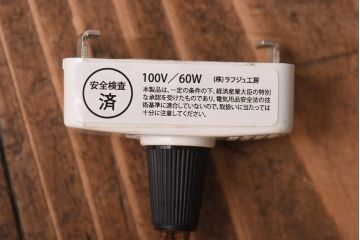 安全検査
済
100V／60W （株）ラフジュ工房
本製品は、一定の条件の下、経済産業大臣の特別
な承認を受けたものであり、電気用品安全法の技
術基準に適合していないので、取扱いに当たっては
十分に注意してください。